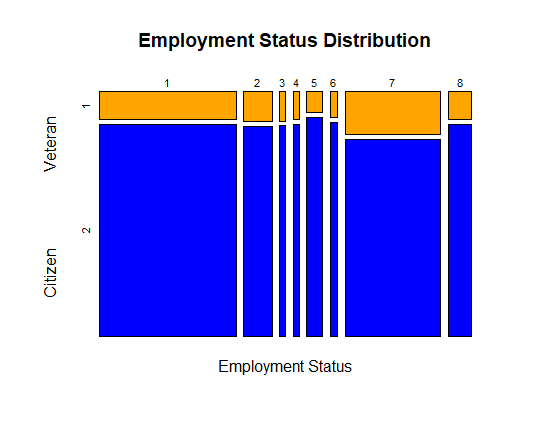 Employment Status Distribution
1 2 3 4 5 6 7 8
1
Veteran
2
Citizen
Employment Status